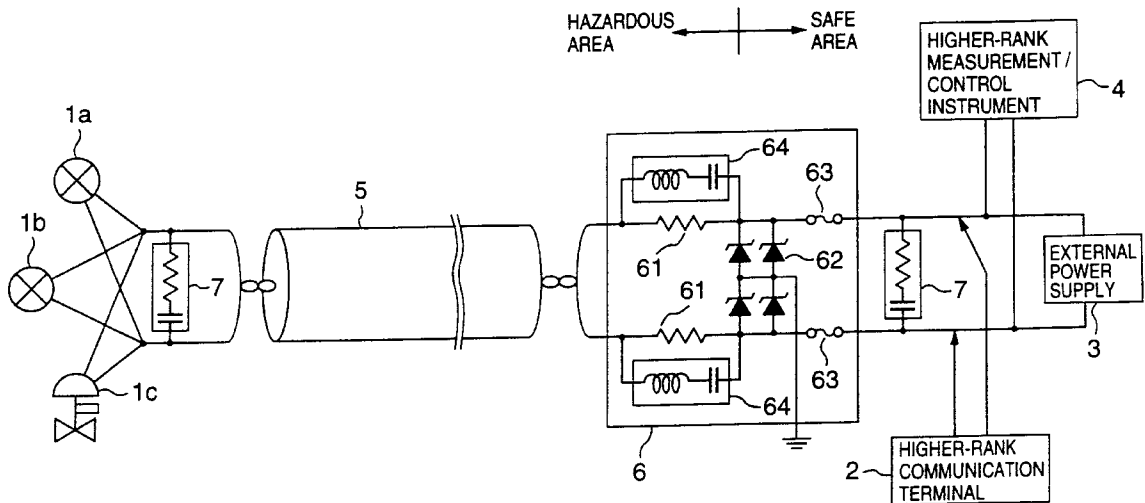 HAZARDOUS
AREA
SAFE
AREA
HIGHER-RANK
MEASUREMENT /
CONTROL
INSTRUMENT
4
1a
64
63
5
1b
61
62
EXTERNAL
POWER
SUPPLY
7
61
7
3
63
1c
64
6
2
HIGHER-RANK
COMMUNICATION
TERMINAL